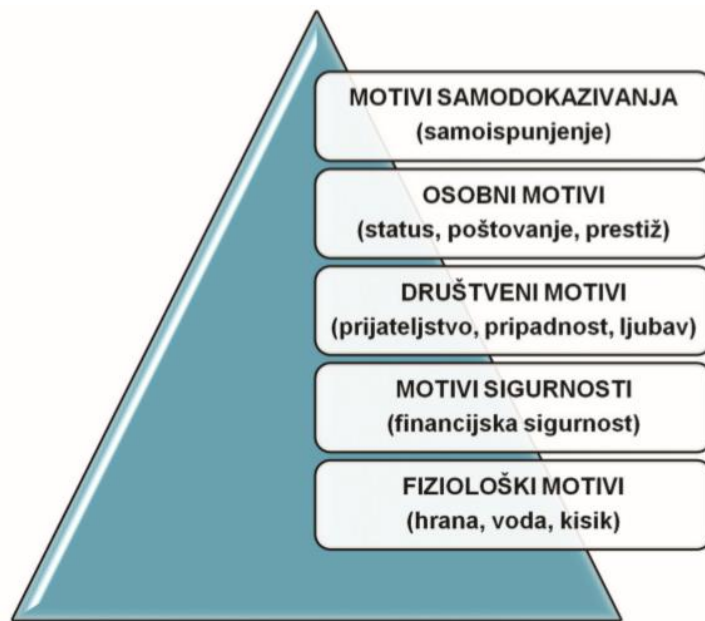 MOTIVI SAMODOKAZIVANJA
(samoispunjenje)
OSOBNI MOTIVI
(status, poštovanje, prestiž)
DRUŠTVENI MOTIVI
(prijateljstvo, pripadnost, ljubav)
MOTIVI SIGURNOSTI
(financijska sigurnost)
FIZIOLOŠKI MOTIVI
(hrana, voda, kisik)